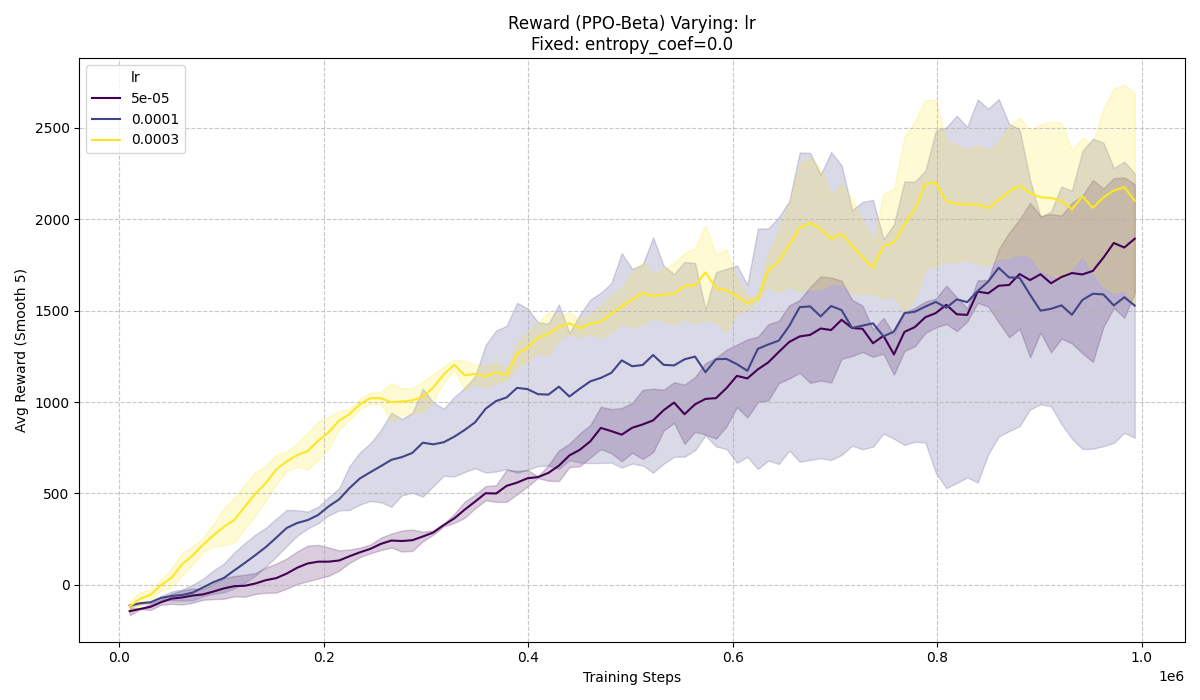 Reward (PPO-Beta) Varying: lr
Fixed: entropy_coef=0.0
lr
5e-05
0.0001
0.0003
Avg Reward (Smooth 5)
2500
2000
1500
1000
500
0
0.0 0.2 0.4 0.6 0.8 1.0
1e6
Training Steps